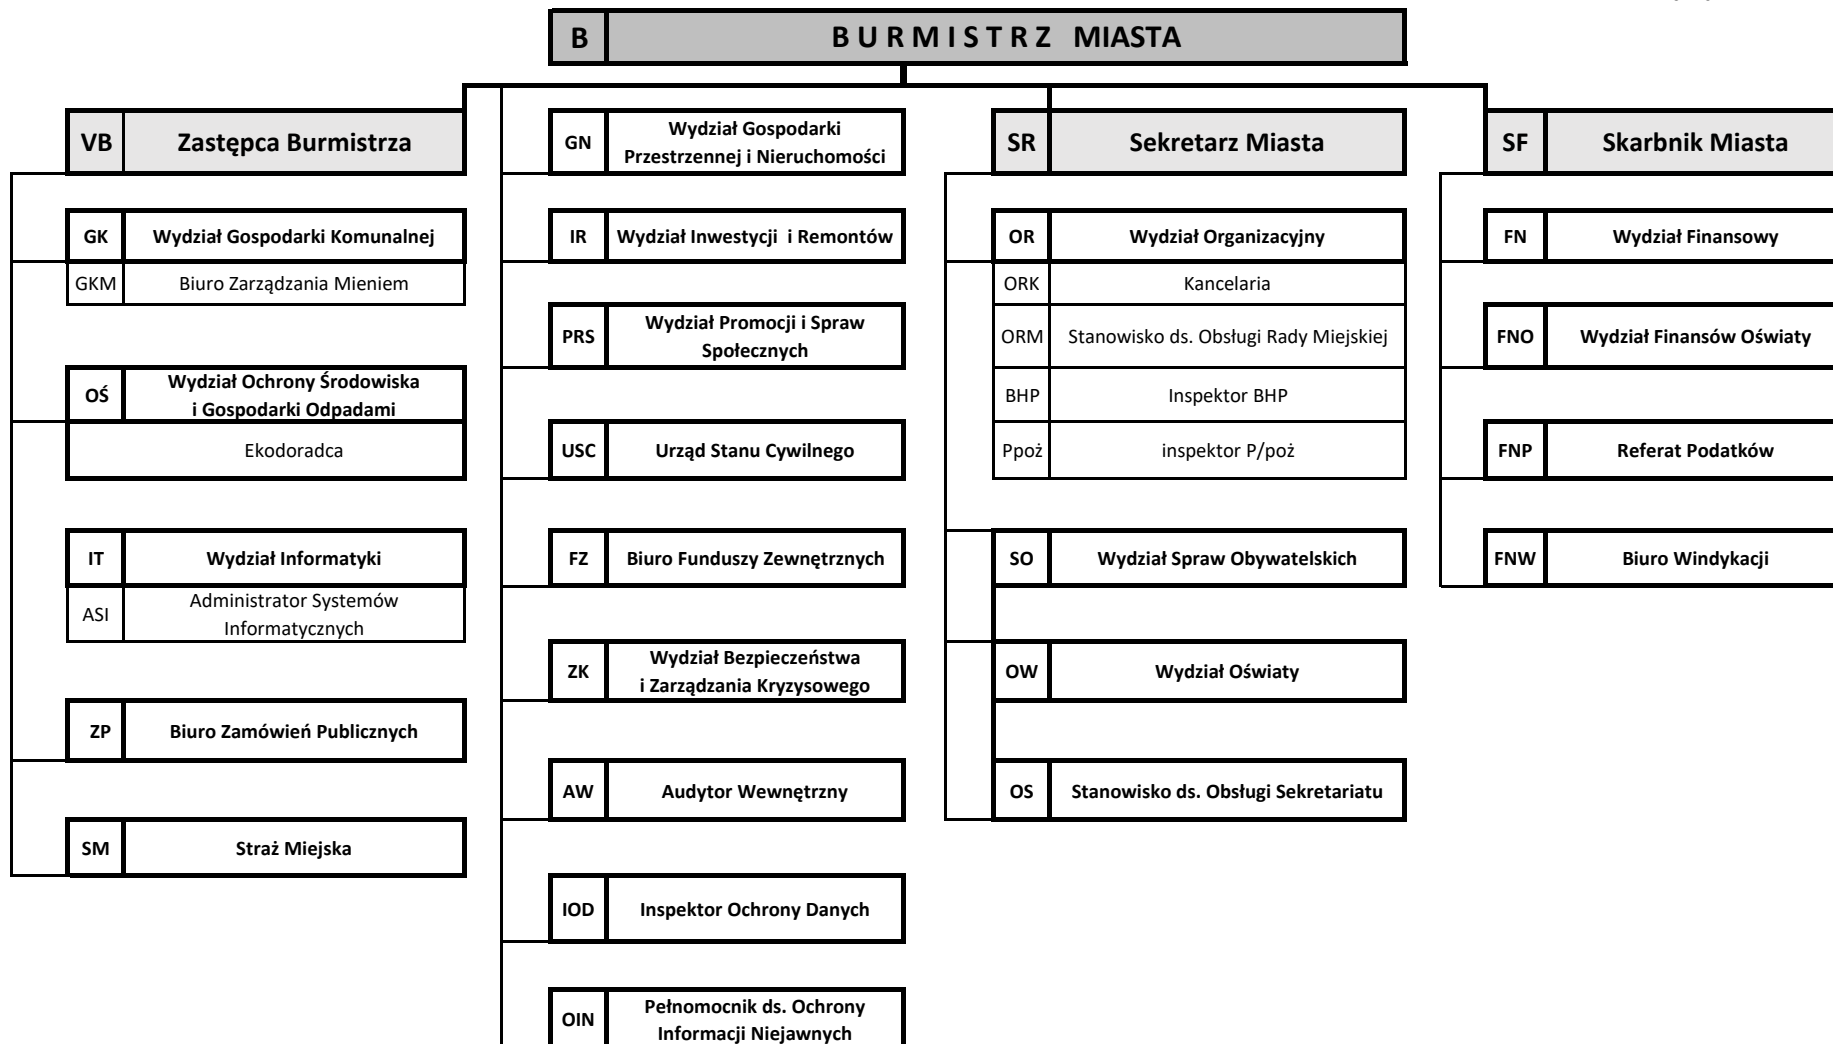 B BURMISTRZ MIASTA
VB Zastępca Burmistrza
GK Wydział Gospodarki Komunalnej
GKM Biuro Zarządzania Mieniem
OŚ Wydział Ochrony Środowiska
i Gospodarki Odpadami
Ekodoradca
IT Wydział Informatyki
ASI Administrator Systemów
Informatycznych
ZP Biuro Zamówień Publicznych
SM Straż Miejska
GN Wydział Gospodarki
Przestrzennej i Nieruchomości
IR Wydział Inwestycji i Remontów
PRS Wydział Promocji i Spraw
Społecznych
USC Urząd Stanu Cywilnego
FZ Biuro Funduszy Zewnętrznych
ZK Wydział Bezpieczeństwa
i Zarządzania Kryzysowego
AW Audytor Wewnętrzny
IOD Inspektor Ochrony Danych
OIN Pełnomocnik ds. Ochrony
Informacji Niejawnych
SR Sekretarz Miasta
OR Wydział Organizacyjny
ORK Kancelaria
ORM Stanowisko ds. Obsługi Rady Miejskiej
BHP Inspektor BHP
Ppoż inspektor P/poż
SO Wydział Spraw Obywatelskich
OW Wydział Oświaty
OS Stanowisko ds. Obsługi Sekretariatu
SF Skarbnik Miasta
FN Wydział Finansowy
FNO Wydział Finansów Oświaty
FNP Referat Podatków
FNW Biuro Windykacji